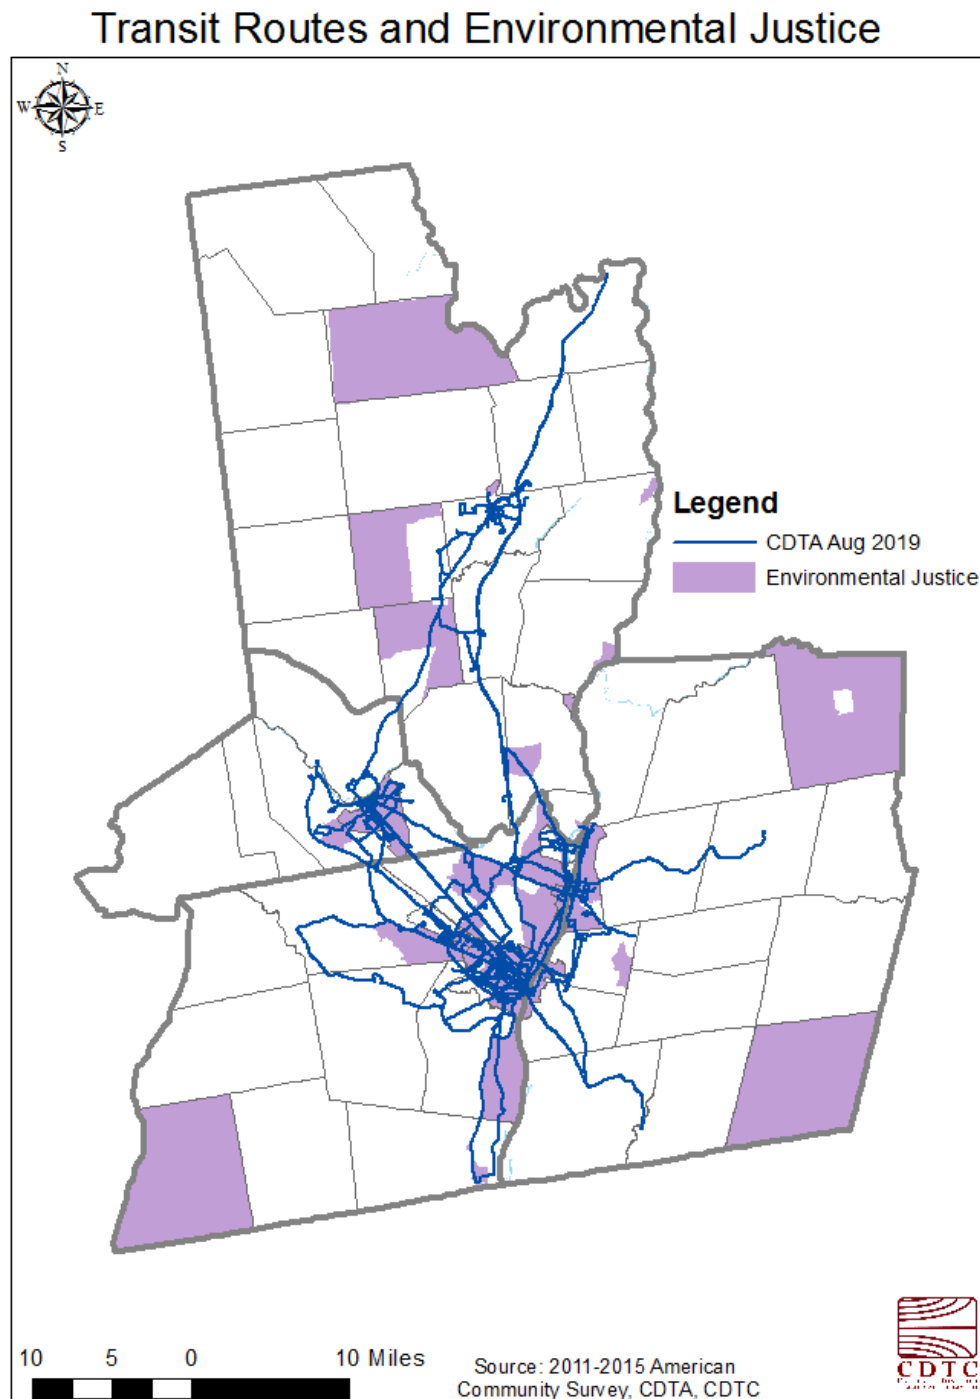 Transit Routes and Environmental Justice
N
W E
S
Legend
CDTA Aug 2019
Environmental Justice
10 5 0 10 Miles
Source: 2011-2015 American
Community Survey, CDTA, CDTC
CDTC